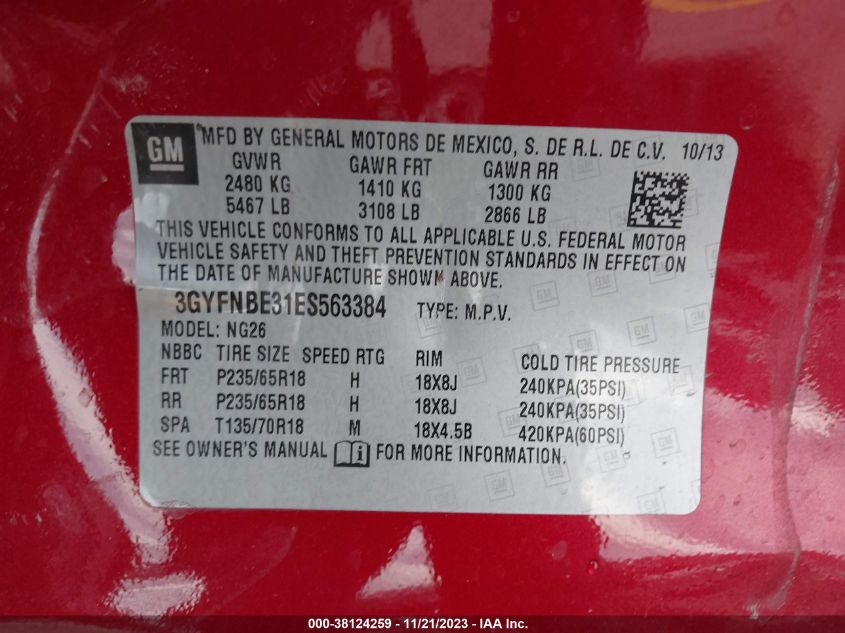 GM
MFD BY GENERAL MOTORS DE MEXICO, S. DE R.L. DE C.V. 10/13
GVWR GAWR FRT GAWR RR
2480 KG 1410 KG 1300 KG
5467 LB 3108 LB 2866 LB
THIS VEHICLE CONFORMS TO ALL APPLICABLE U.S. FEDERAL MOTOR
VEHICLE SAFETY AND THEFT PREVENTION STANDARDS IN EFFECT ON
THE DATE OF MANUFACTURE SHOWN ABOVE.
3GYFNBE31ES563384 TYPE: M.P.V.
MODEL: NG26
NBBC TIRE SIZE SPEED RTG RIM COLD TIRE PRESSURE
FRT P235/65R18 H 18X8J 240KPA(35PSI)
RR P235/65R18 H 18X8J 240KPA(35PSI)
SPA T135/70R18 M 18X4.5B 420KPA(60PSI)
SEE OWNER'S MANUAL FOR MORE INFORMATION.
000-38124259 - 11/21/2023 - IAA Inc.